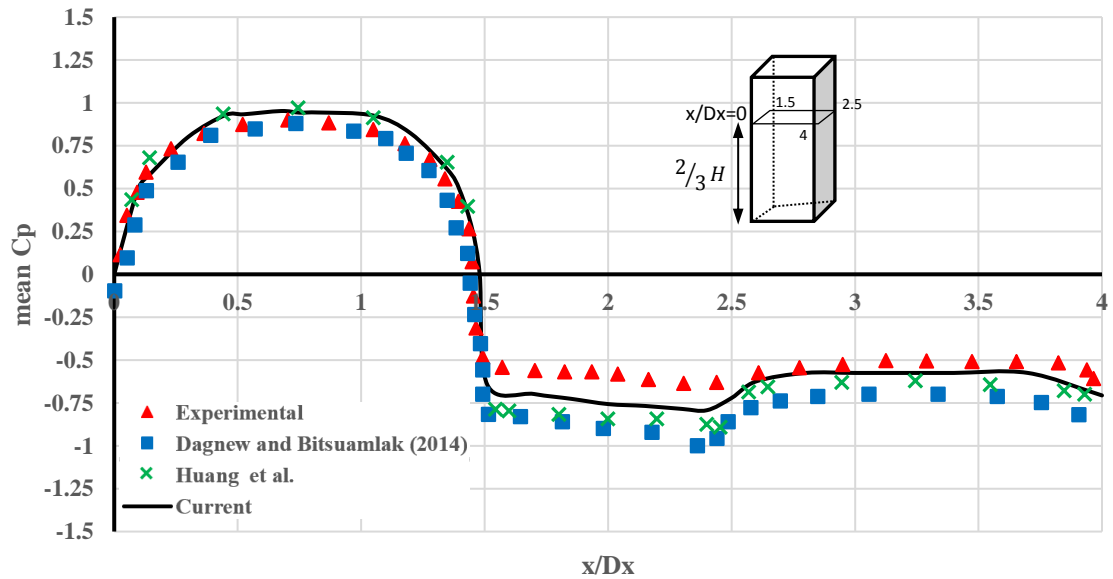 1.5
1.25
1
0.75
0.5
0.25
0
-0.25
-0.5
-0.75
-1
-1.25
-1.5
mean Cp
0 0.5 1 1.5 2 2.5 3 3.5 4
x/Dx
x/Dx=0
1.5
2.5
4
2/3 H
Experimental
Dagnew and Bitsuamlak (2014)
Huang et al.
Current